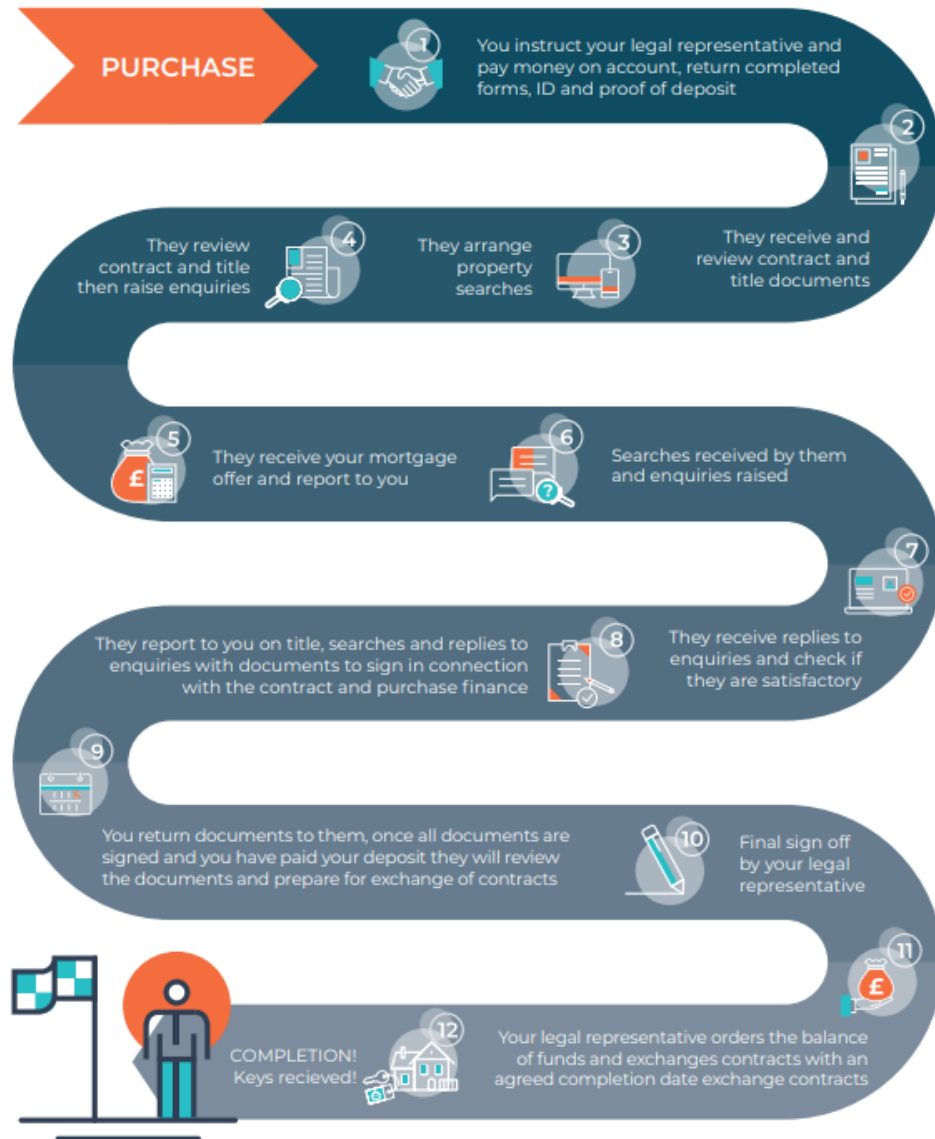 PURCHASE
1
You instruct your legal representative and
pay money on account, return completed
forms, ID and proof of deposit
2
They receive and
review contract and
title documents
3
They arrange
property
searches
4
They review
contract and title
then raise enquiries
5
£
They receive your mortgage
offer and report to you
6
?
Searches received by them
and enquiries raised
7
They receive replies to
enquiries and check if
they are satisfactory
8
They report to you on title, searches and replies to
enquiries with documents to sign in connection
with the contract and purchase finance
9
You return documents to them, once all documents are
signed and you have paid your deposit they will review
the documents and prepare for exchange of contracts
10
Final sign off
by your legal
representative
11
£
Your legal representative orders the balance
of funds and exchanges contracts with an
agreed completion date exchange contracts
12
COMPLETION!
Keys recieved!